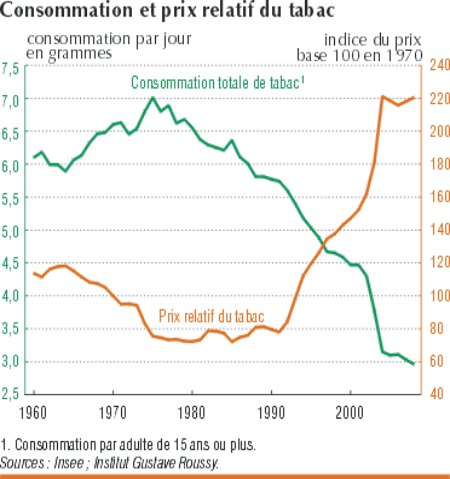 Consommation et prix relatif du tabac
consommation par jour
en grammes
indice du prix
base 100 en 1970
7,5
7,0
6,5
6,0
5,5
5,0
4,5
4,0
3,5
3,0
2,5
240
220
200
180
160
140
120
100
80
60
40
Consommation totale de tabac¹
Prix relatif du tabac
1960 1970 1980 1990 2000
1. Consommation par adulte de 15 ans ou plus.
Sources : Insee ; Institut Gustave Roussy.